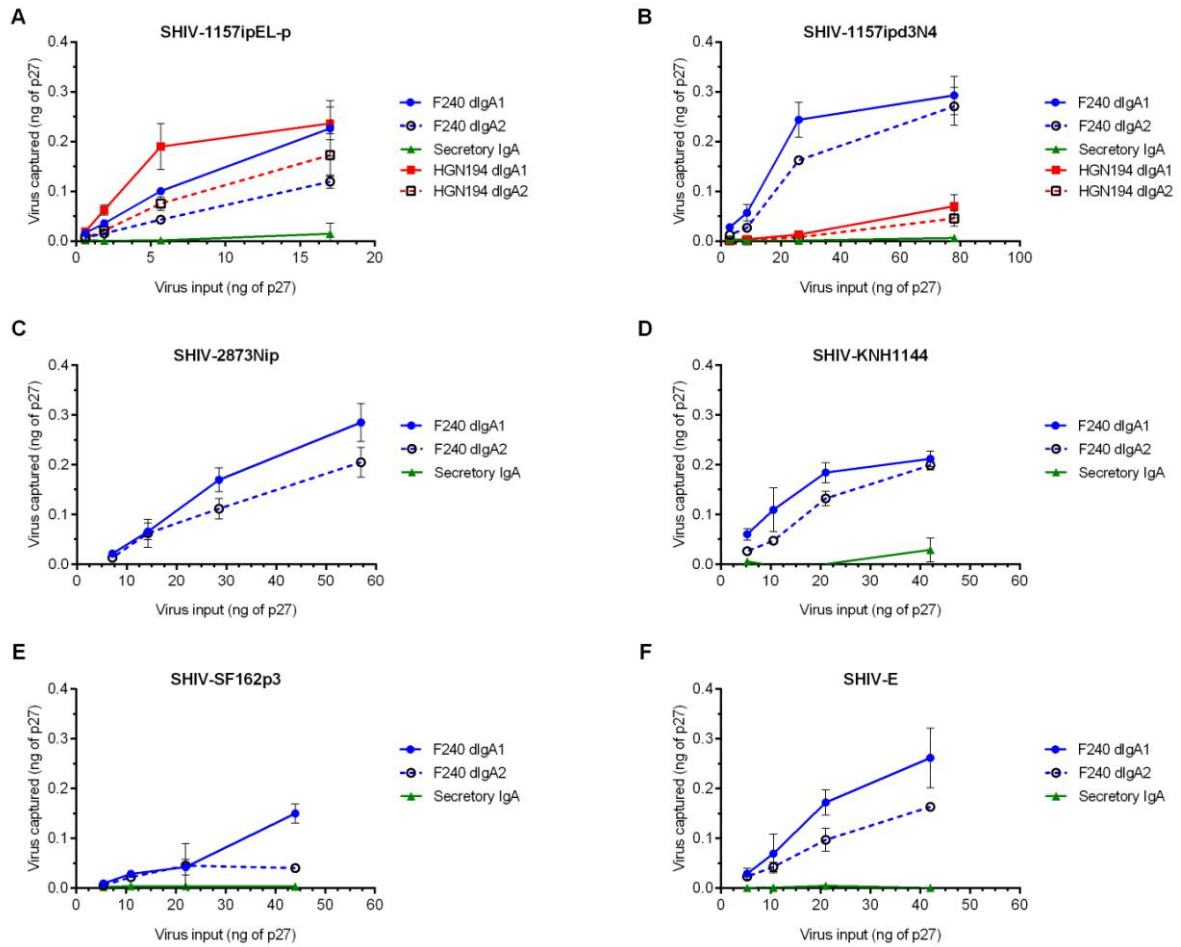 A
SHIV-1157ipEL-p
Virus captured (ng of p27)
0.4
0.3
0.2
0.1
0.0
0 5 10 15 20
Virus input (ng of p27)
F240 dIgA1
F240 dIgA2
Secretory IgA
HGN194 dIgA1
HGN194 dIgA2
B
SHIV-1157ipd3N4
Virus captured (ng of p27)
0.4
0.3
0.2
0.1
0.0
0 20 40 60 80 100
Virus input (ng of p27)
F240 dIgA1
F240 dIgA2
Secretory IgA
HGN194 dIgA1
HGN194 dIgA2
C
SHIV-2873Nip
Virus captured (ng of p27)
0.4
0.3
0.2
0.1
0.0
0 10 20 30 40 50 60
Virus input (ng of p27)
F240 dIgA1
F240 dIgA2
Secretory IgA
D
SHIV-KNH1144
Virus captured (ng of p27)
0.4
0.3
0.2
0.1
0.0
0 10 20 30 40 50 60
Virus input (ng of p27)
F240 dIgA1
F240 dIgA2
Secretory IgA
E
SHIV-SF162p3
Virus captured (ng of p27)
0.4
0.3
0.2
0.1
0.0
0 10 20 30 40 50 60
Virus input (ng of p27)
F240 dIgA1
F240 dIgA2
Secretory IgA
F
SHIV-E
Virus captured (ng of p27)
0.4
0.3
0.2
0.1
0.0
0 10 20 30 40 50 60
Virus input (ng of p27)
F240 dIgA1
F240 dIgA2
Secretory IgA